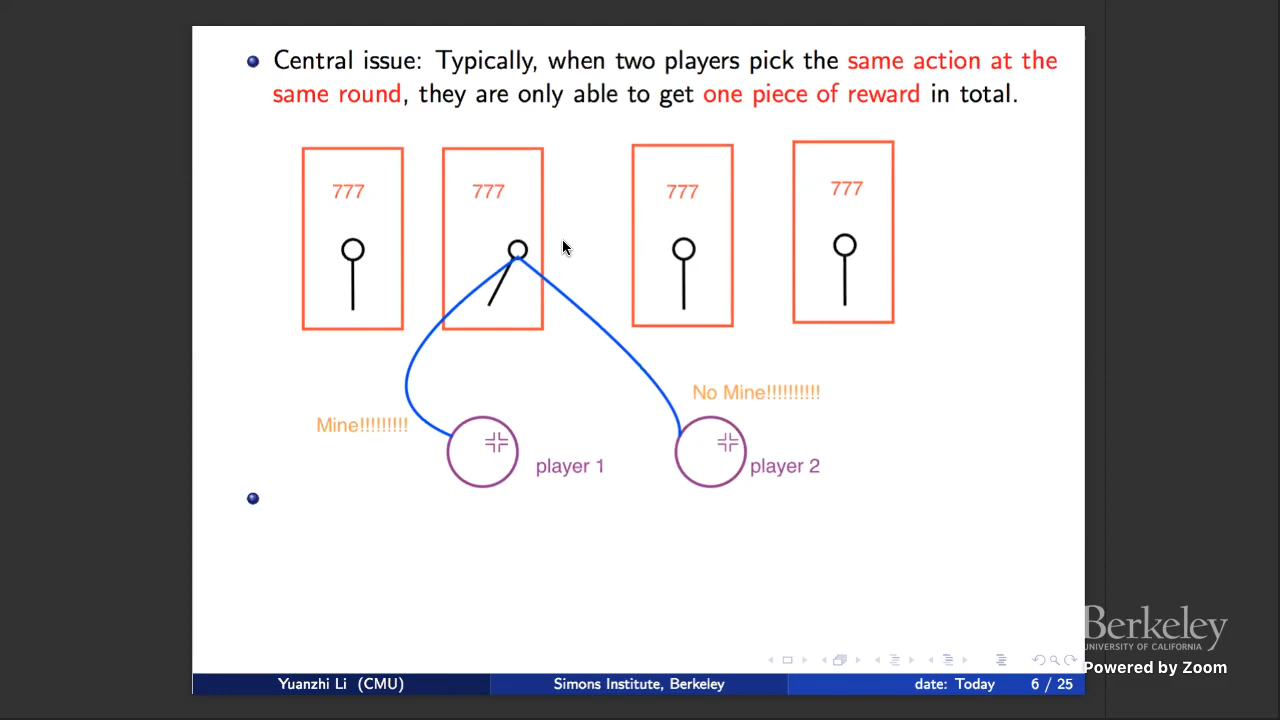 Central issue: Typically, when two players pick the same action at the
same round, they are only able to get one piece of reward in total.
777 777 777 777
No Mine!!!!!!!!!!
Mine!!!!!!!!!
player 1 player 2
Berkeley
UNIVERSITY OF CALIFORNIA
Powered by Zoom
Yuanzhi Li (CMU) Simons Institute, Berkeley date: Today 6 / 25